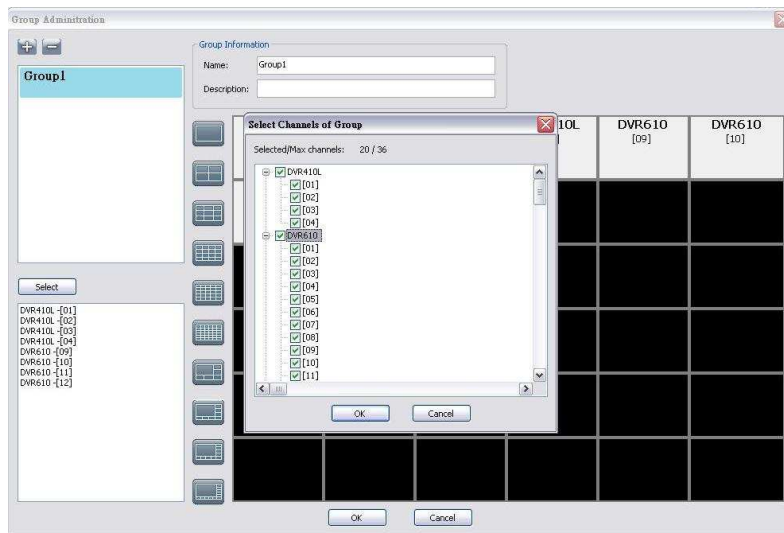 Group Adminitration
Group Information
Name: Group1
Description:
Group1
Select
DVR410L -[01]
DVR410L -[02]
DVR410L -[03]
DVR410L -[04]
DVR610 -[09]
DVR610 -[10]
DVR610 -[11]
DVR610 -[12]
10L
DVR610
[09]
DVR610
[10]
Select Channels of Group
Selected/Max channels: 20 / 36
DVR410L
[01]
[02]
[03]
[04]
DVR610
[01]
[02]
[03]
[04]
[05]
[06]
[07]
[08]
[09]
[10]
[11]
OK Cancel
OK Cancel